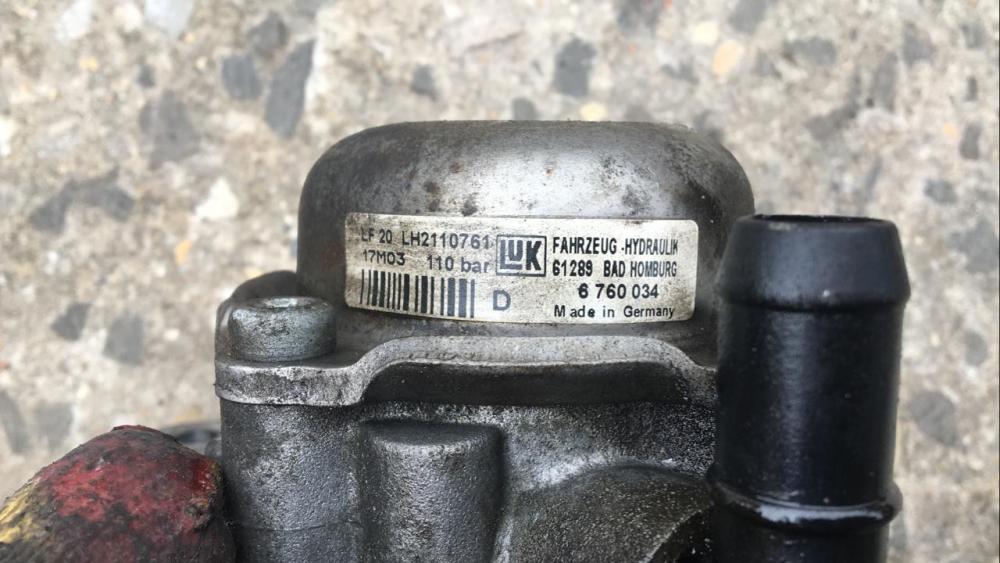 LF 20 LH2110761
17M03 110 bar
D
LUK
FAHRZEUG-HYDRAULIK
61289 BAD HOMBURG
6 760 034
Made in Germany